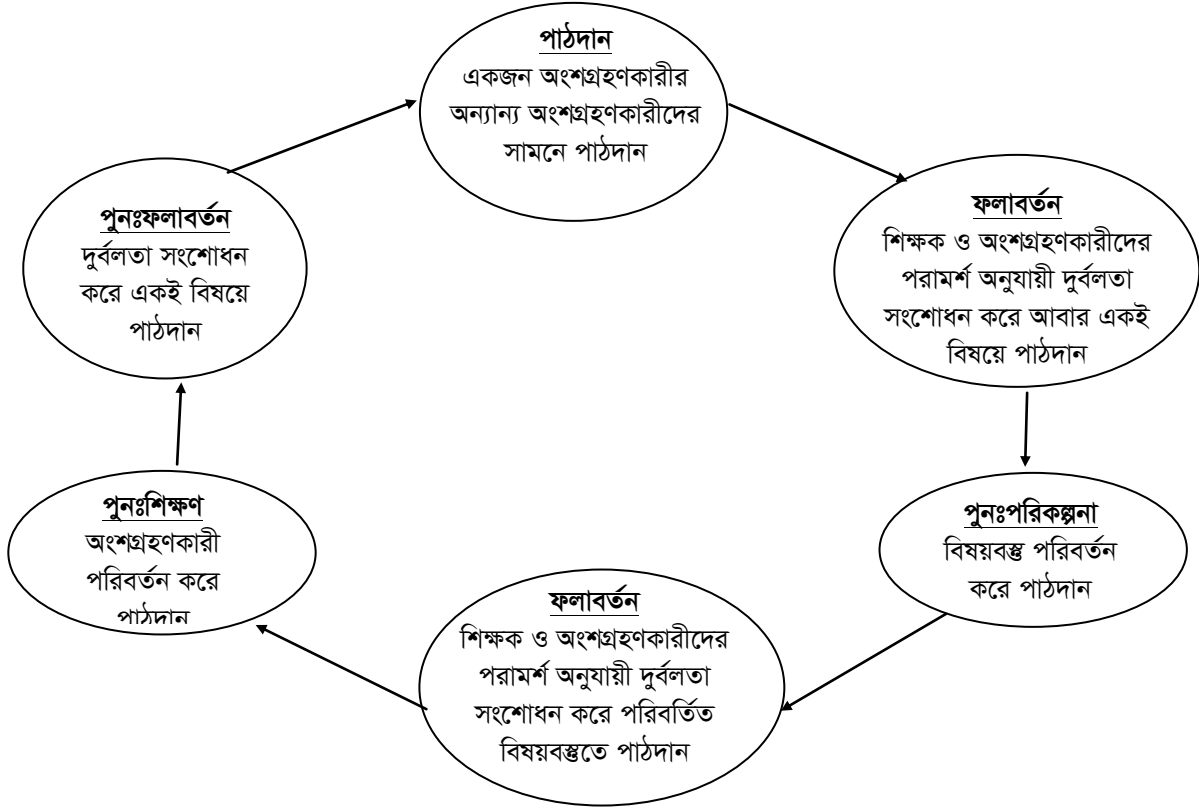 পাঠদান
একজন অংশগ্রহণকারীর
অন্যান্য অংশগ্রহণকারীদের
সামনে পাঠদান
ফলাবর্তন
শিক্ষক ও অংশগ্রহণকারীদের
পরামর্শ অনুযায়ী দুর্বলতা
সংশোধন করে আবার একই
বিষয়ে পাঠদান
পুনঃপরিকল্পনা
বিষয়বস্তু পরিবর্তন
করে পাঠদান
ফলাবর্তন
শিক্ষক ও অংশগ্রহণকারীদের
পরামর্শ অনুযায়ী দুর্বলতা
সংশোধন করে পরিবর্তিত
বিষয়বস্তুতে পাঠদান
পুনঃশিক্ষণ
অংশগ্রহণকারী
পরিবর্তন করে
পাঠদান
পুনঃফলাবর্তন
দুর্বলতা সংশোধন
করে একই বিষয়ে
পাঠদান